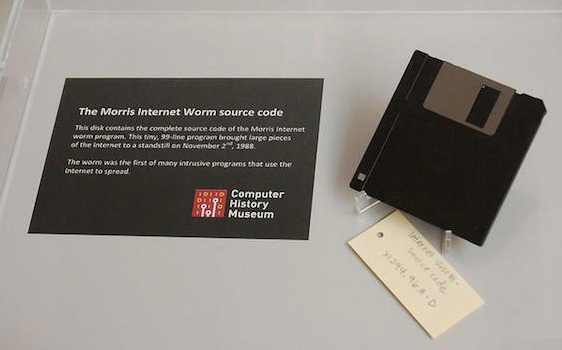 The Morris Internet Worm source code
This disk contains the complete source code of the Morris Internet
worm program. This tiny, 99-line program brought large pieces
of the Internet to a standstill on November 2nd, 1988.
The worm was the first of many intrusive programs that use the
Internet to spread.
Computer
History
Museum
Internet Worm-
source code
X1294.96A-D